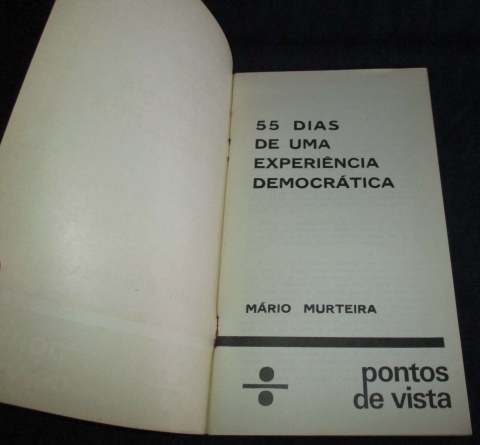 55 DIAS
DE UMA
EXPERIÊNCIA
DEMOCRÁTICA
MÁRIO MURTEIRA
pontos
de vista